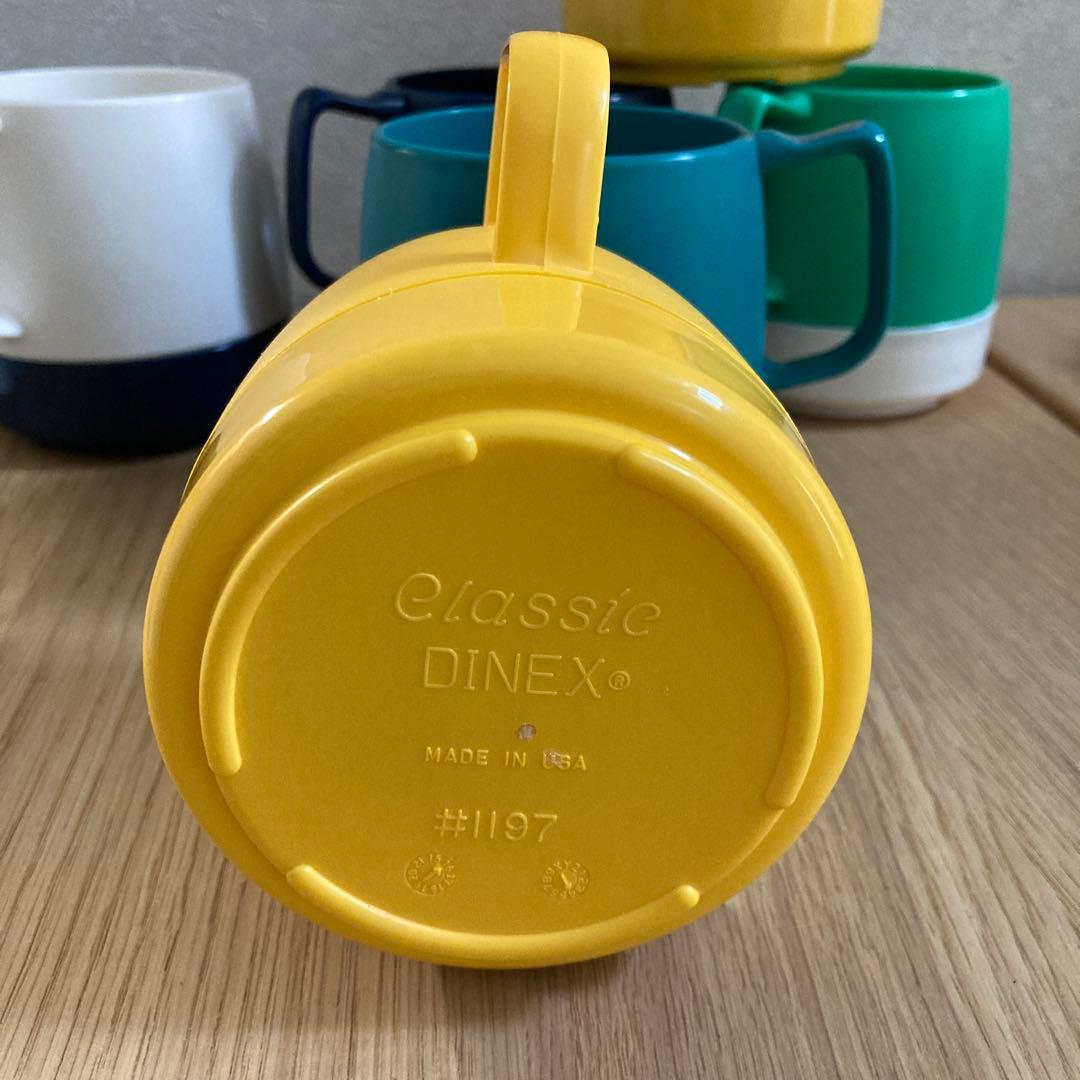 Classic
DINEX®
MADE IN USA
#1197